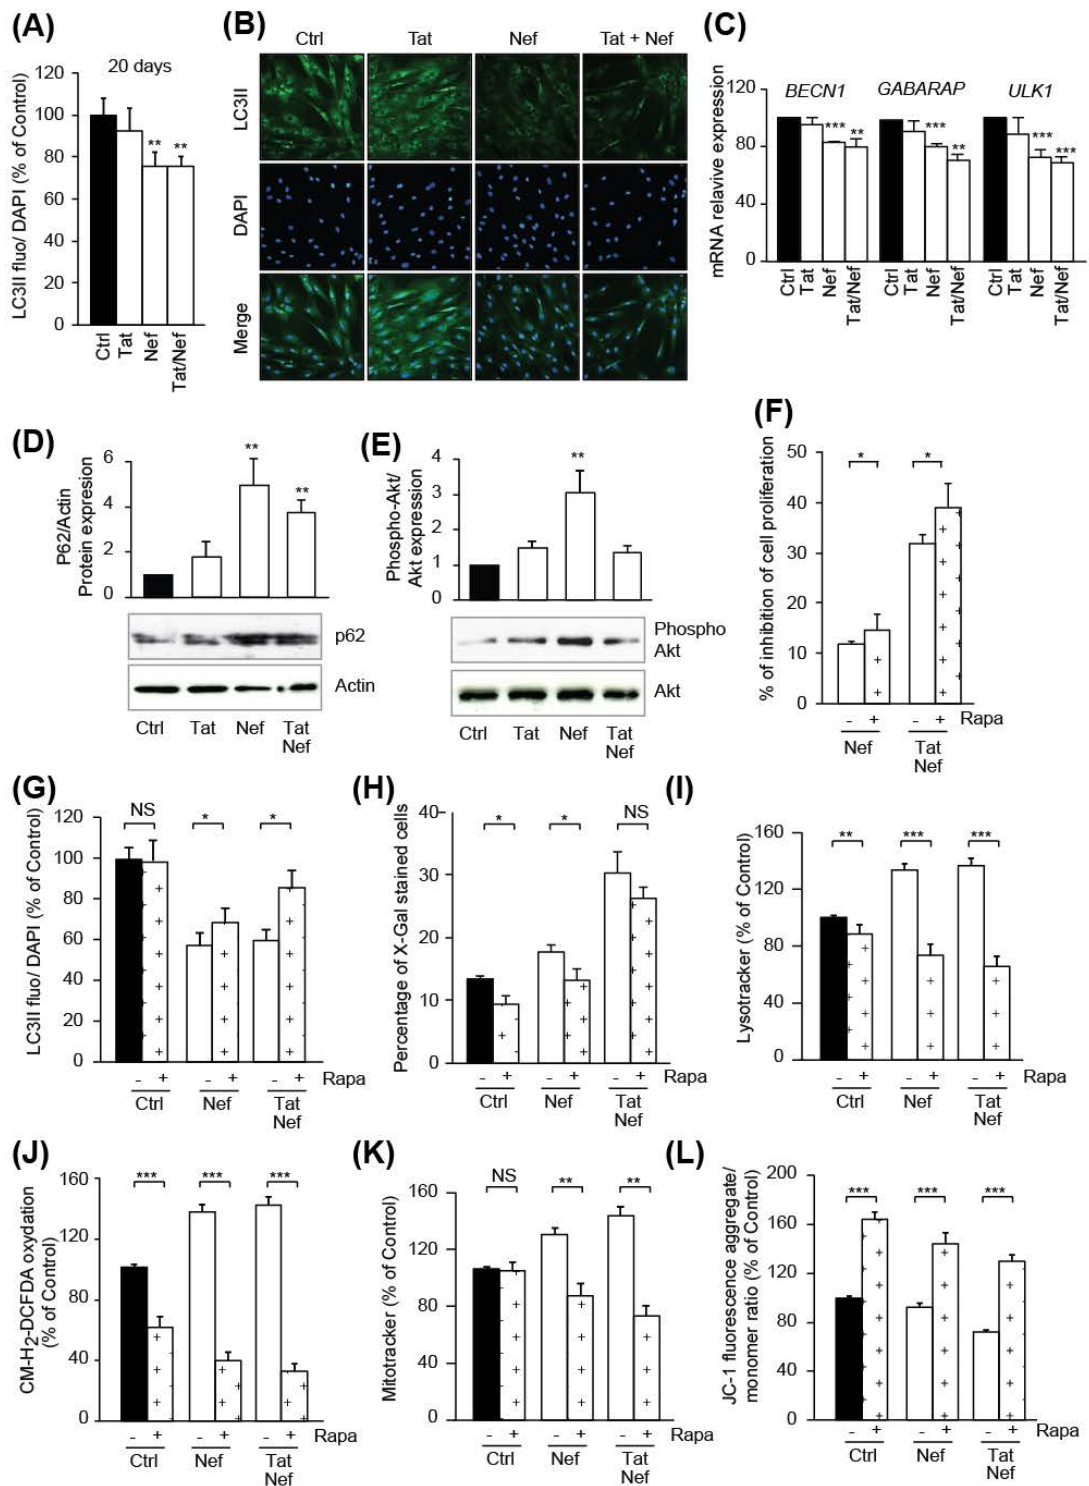 (A)
20 days
LC3II fluo/ DAPI (% of Control)
120
100
80
60
40
20
0
** **
Ctrl Tat Nef Tat/Nef
(B)
Ctrl Tat Nef Tat + Nef
LC3II
DAPI
Merge
(C)
mRNA relavive expression
120
80
40
0
BECN1 GABARAP ULK1
*** ** *** ** *** ***
Ctrl Tat Nef Tat/Nef Ctrl Tat Nef Tat/Nef Ctrl Tat Nef Tat/Nef
(D)
P62/Actin
Protein expresion
6
4
2
0
** **
p62
Actin
Ctrl Tat Nef Tat
Nef
(E)
Phospho-Akt/
Akt expression
4
3
2
1
0
**
Phospho
Akt
Akt
Ctrl Tat Nef Tat
Nef
(F)
% of inhibition of cell proliferation
50
40
30
20
10
0
* *
- + - + Rapa
Nef Tat
Nef
(G)
LC3II fluo/ DAPI (% of Control)
120
100
80
60
40
20
0
NS * *
- + - + - + Rapa
Ctrl Nef Tat
Nef
(H)
Percentage of X-Gal stained cells
40
30
20
10
0
* * NS
- + - + - + Rapa
Ctrl Nef Tat
Nef
(I)
Lysotracker (% of Control)
160
120
80
40
0
** *** ***
- + - + - + Rapa
Ctrl Nef Tat
Nef
(J)
CM-H2-DCFDA oxydation
(% of Control)
160
120
80
40
0
*** *** ***
- + - + - + Rapa
Ctrl Nef Tat
Nef
(K)
Mitotracker (% of Control)
160
120
80
40
0
NS ** **
- + - + - + Rapa
Ctrl Nef Tat
Nef
(L)
JC-1 fluorescence aggregate/
monomer ratio (% of Control)
200
160
120
80
40
0
*** *** ***
- + - + - + Rapa
Ctrl Nef Tat
Nef